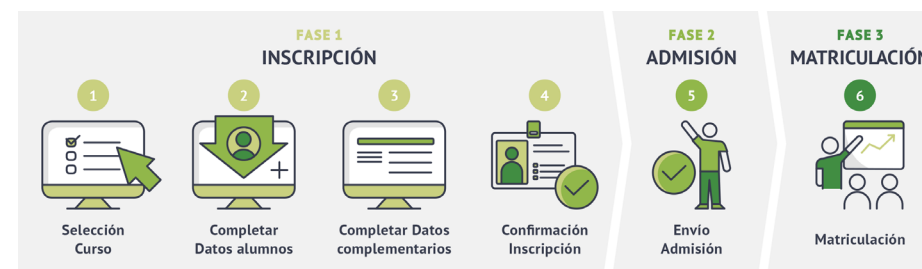 FASE 1
INSCRIPCIÓN
1
2
3
4
Selección
Curso
Completar
Datos alumnos
Completar Datos
complementarios
Confirmación
Inscripción
FASE 2
ADMISIÓN
5
Envío
Admisión
FASE 3
MATRICULACIÓN
6
Matriculación